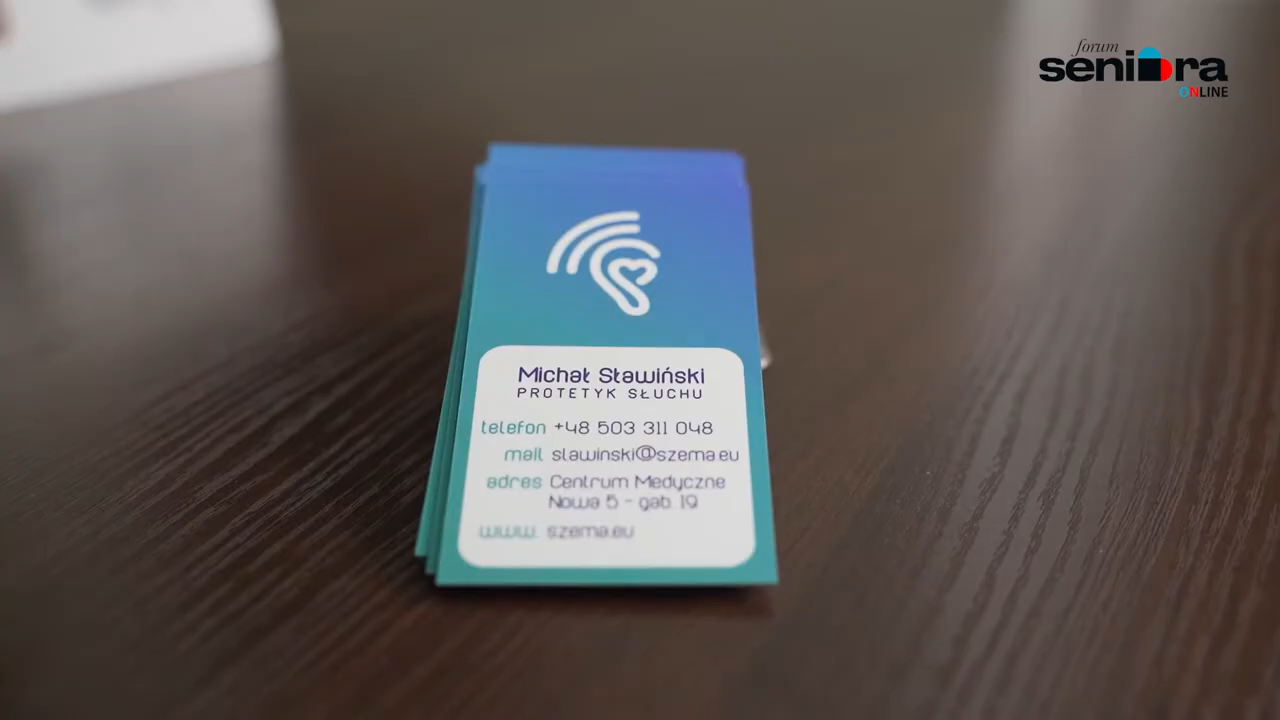 forum
seniora
ONLINE
Michał Sławiński
PROTETYK SŁUCHU
telefon +48 503 311 048
mail slawinski@szema.eu
adres Centrum Medyczne
Nowa 5 - gab. 19
www. szema.eu